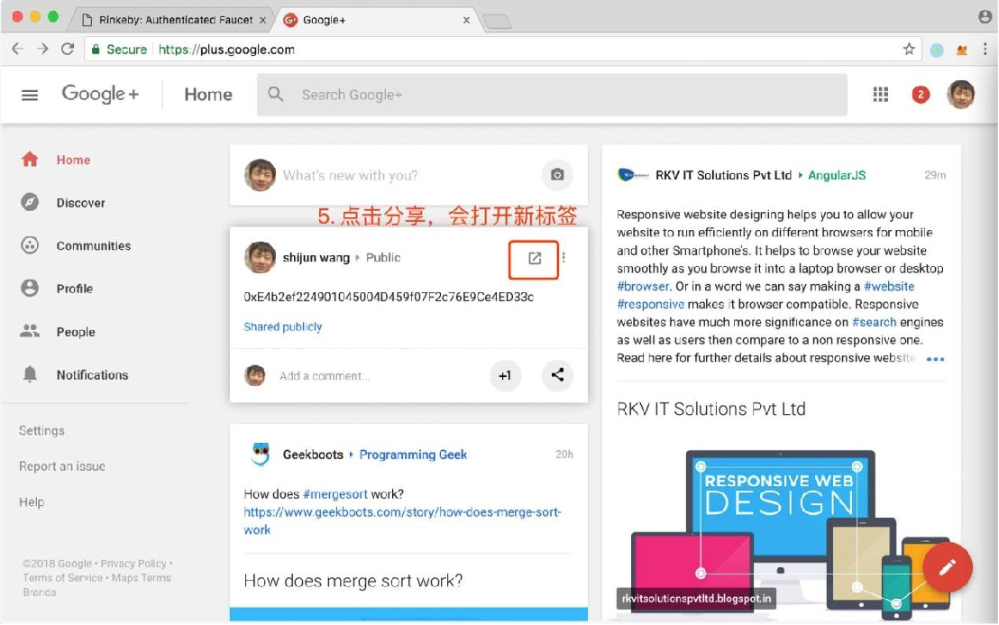 Rinkeby: Authenticated Faucet
Google+
Secure
https://plus.google.com
Google+
Home
Search Google+
2
Home
Discover
Communities
Profile
People
Notifications
Settings
Report an issue
Help
©2018 Google • Privacy Policy •
Terms of Service • Maps Terms
Brands
What's new with you?
5. 点击分享，会打开新标签
shijun wang
Public
0xE4b2ef224901045004D459f07F2c76E9Ce4ED33c
Shared publicly
Add a comment...
+1
Geekboots
Programming Geek
20h
How does #mergesort work?
https://www.geekboots.com/story/how-does-merge-sort-
work
How does merge sort work?
RKV IT Solutions Pvt Ltd
AngularJS
29m
Responsive website designing helps you to allow your
website to run efficiently on different browsers for mobile
and other Smartphone's. It helps to browse your website
smoothly as you browse it into a laptop browser or desktop
#browser. Or in a word we can say making a #website
#responsive makes it browser compatible. Responsive
websites have much more significance on #search engines
as well as users then compare to a non responsive one.
Read here for further details about responsive website
RKV IT Solutions Pvt Ltd
RESPONSIVE WEB
DESIGN
rkvitsolutionspvtltd.blogspot.in